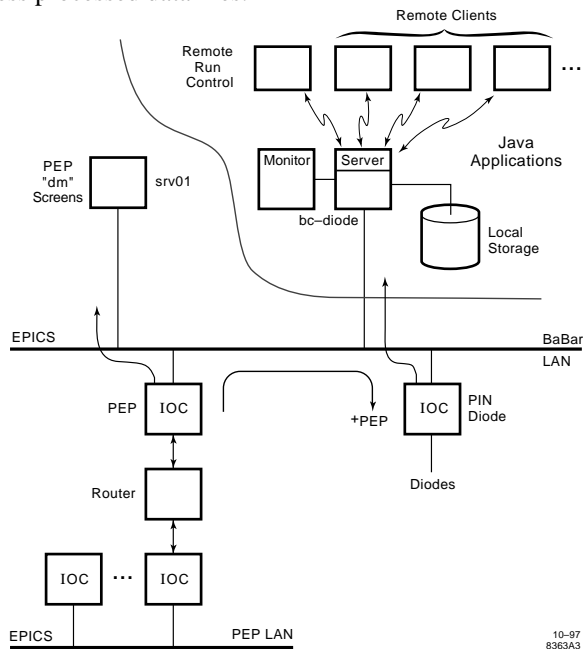 Remote Clients
Remote
Run
Control
...
Java
Applications
PEP
"dm"
Screens
srv01
Monitor
Server
bc–diode
Local
Storage
EPICS
BaBar
LAN
PEP
IOC
+PEP
IOC
PIN
Diode
Router
Diodes
IOC
...
IOC
EPICS
PEP LAN
10–97
8363A3